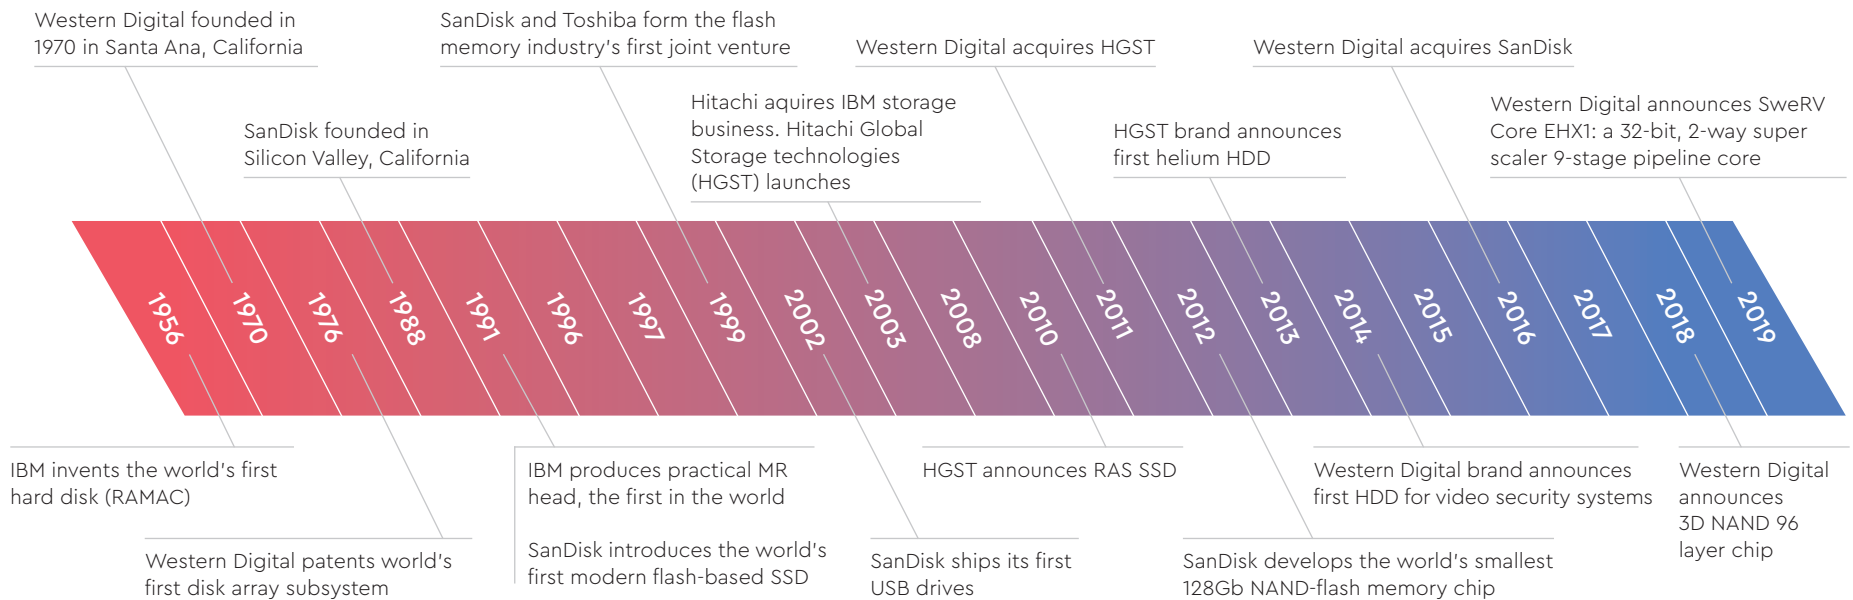 Western Digital founded in
1970 in Santa Ana, California
SanDisk and Toshiba form the flash
memory industry's first joint venture
Western Digital acquires HGST
Western Digital acquires SanDisk
SanDisk founded in
Silicon Valley, California
Hitachi aquires IBM storage
business. Hitachi Global
Storage technologies
(HGST) launches
HGST brand announces
first helium HDD
Western Digital announces SweRV
Core EHX1: a 32-bit, 2-way super
scaler 9-stage pipeline core
1956
1970
1976
1988
1991
1996
1997
1999
2002
2003
2008
2010
2011
2012
2013
2014
2015
2016
2017
2018
2019
IBM invents the world's first
hard disk (RAMAC)
Western Digital patents world's
first disk array subsystem
IBM produces practical MR
head, the first in the world
SanDisk introduces the world's
first modern flash-based SSD
SanDisk ships its first
USB drives
HGST announces RAS SSD
SanDisk develops the world's smallest
128Gb NAND-flash memory chip
Western Digital brand announces
first HDD for video security systems
Western Digital
announces
3D NAND 96
layer chip